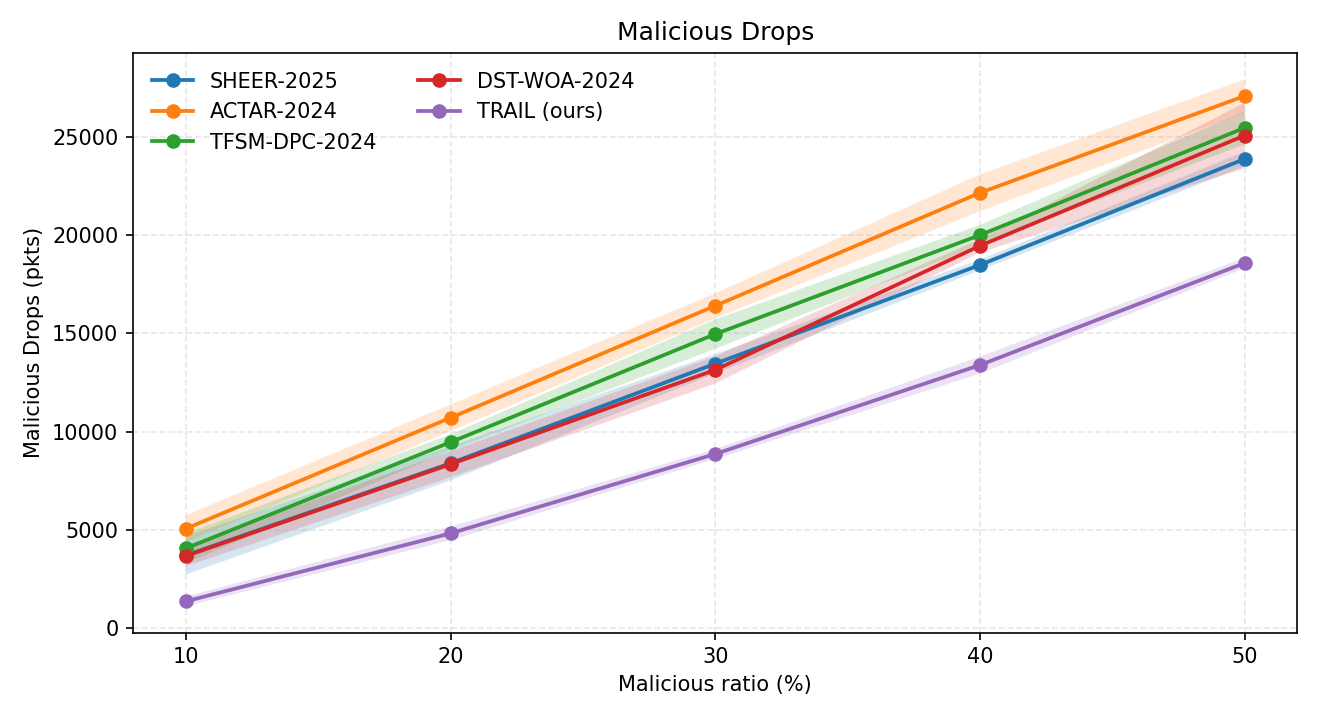 Malicious Drops
SHEER-2025
ACTAR-2024
TFSM-DPC-2024
DST-WOA-2024
TRAIL (ours)
Malicious Drops (pkts)
25000
20000
15000
10000
5000
0
10 20 30 40 50
Malicious ratio (%)